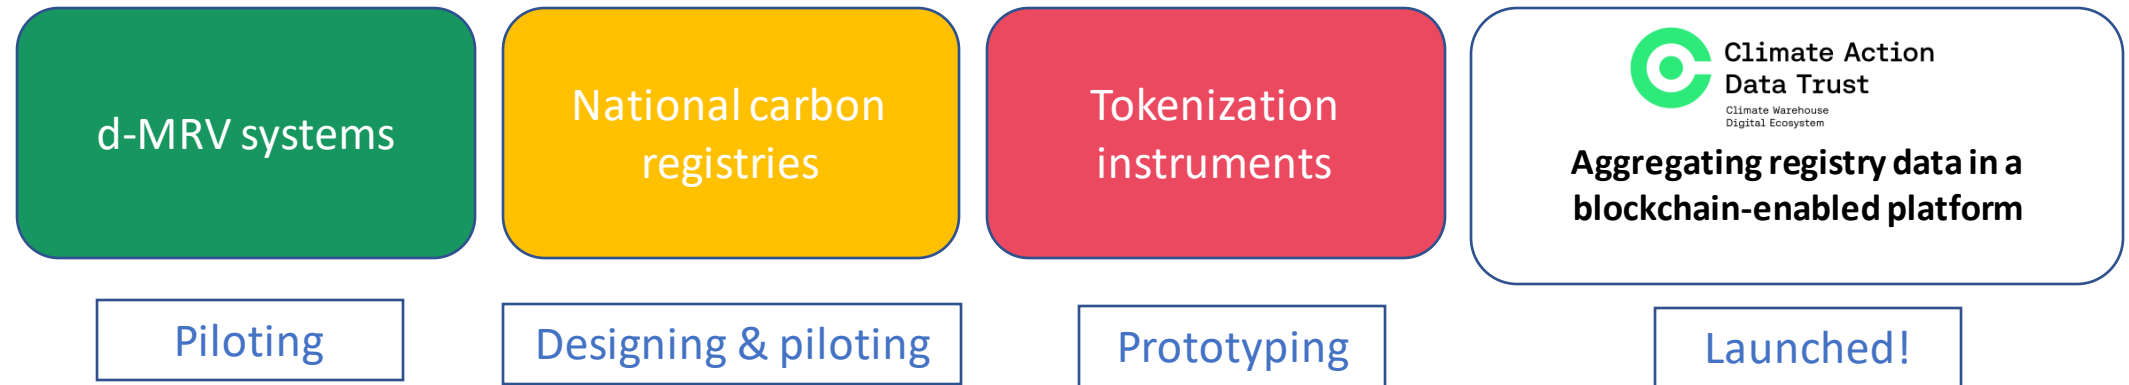 d-MRV systems
National carbon
registries
Tokenization
instruments
Climate Action
Data Trust
Climate Warehouse
Digital Ecosystem
Aggregating registry data in a
blockchain-enabled platform
Piloting
Designing & piloting
Prototyping
Launched!